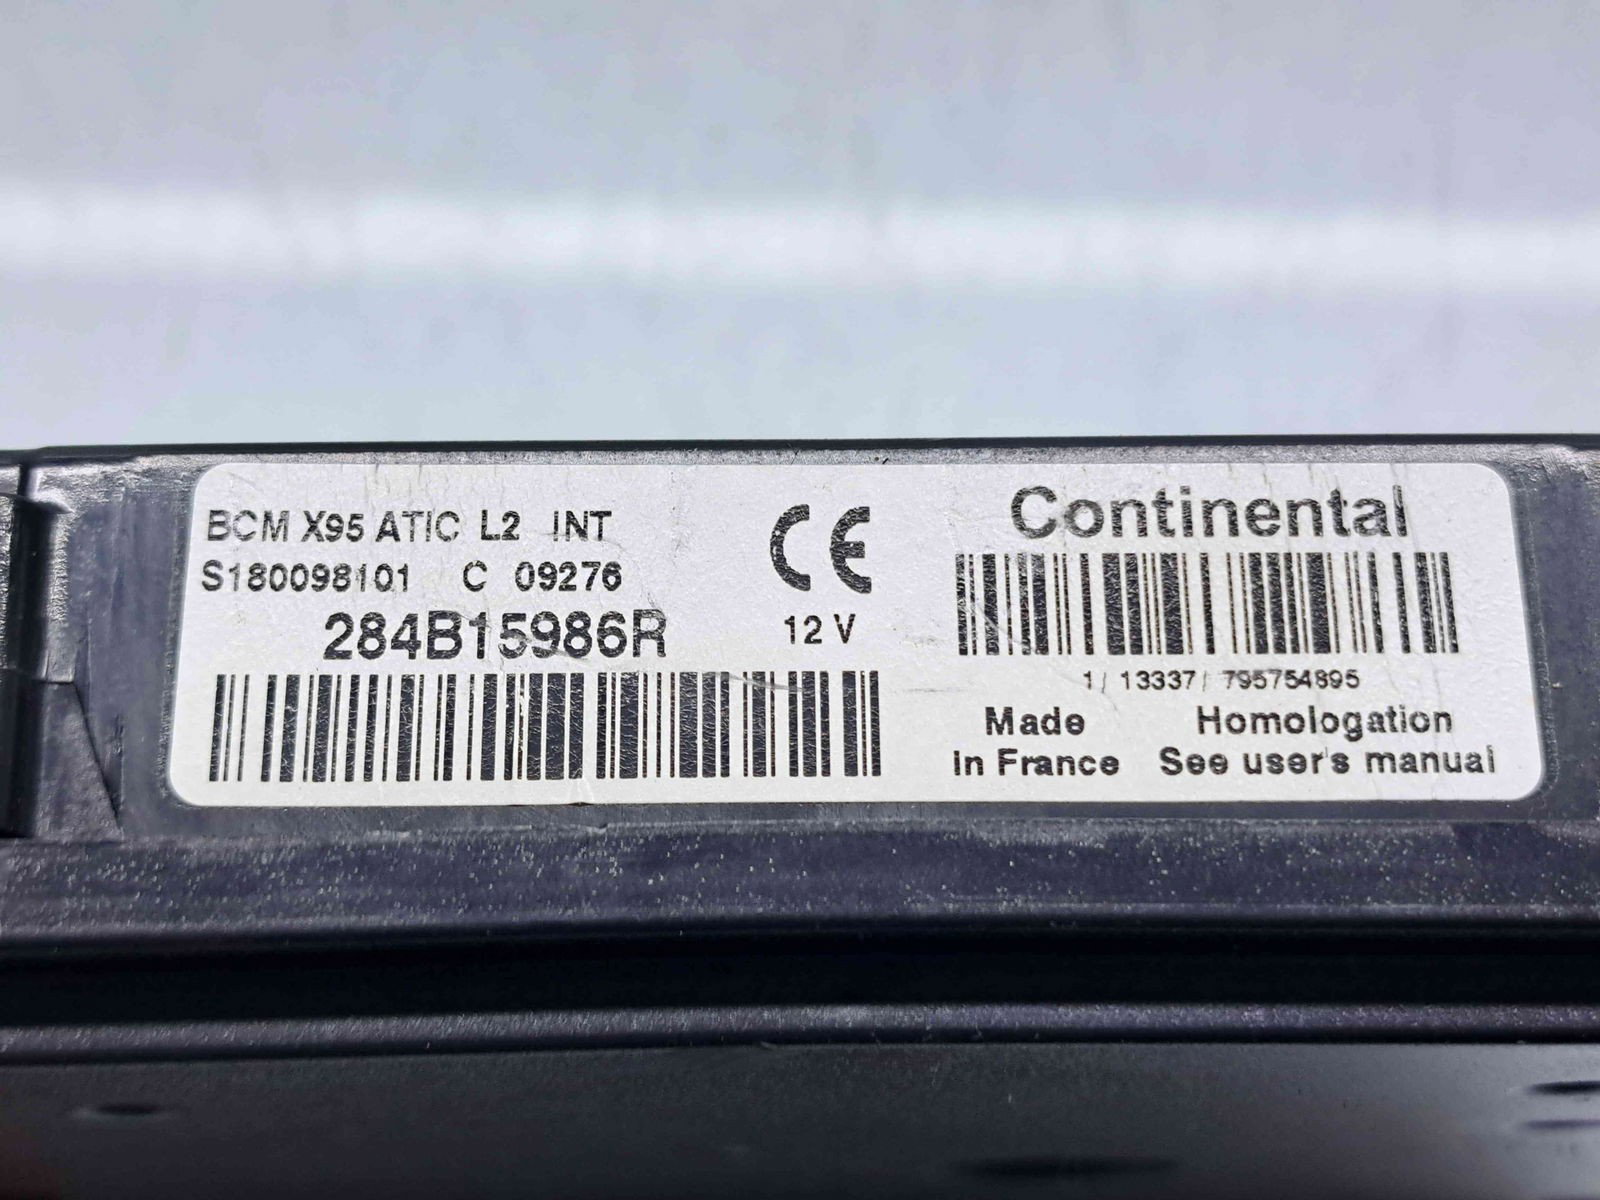 BCM X95 ATIC L2 INT
S180098101 C 09276
284B15986R
CE
12 V
Continental
1/ 13337/ 795754895
Made
in France
Homologation
See user's manual